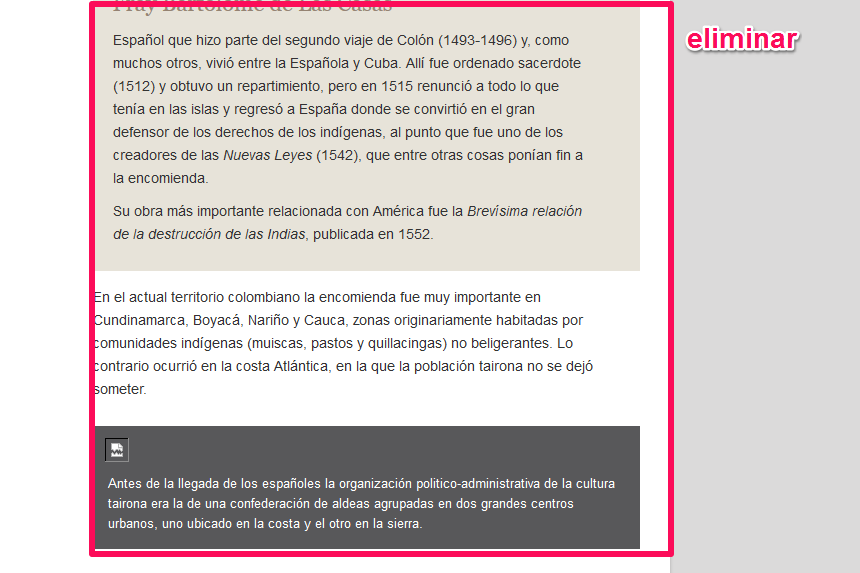 Fray Bartolomé de Las Casas
eliminar
Español que hizo parte del segundo viaje de Colón (1493-1496) y, como
muchos otros, vivió entre la Española y Cuba. Allí fue ordenado sacerdote
(1512) y obtuvo un repartimiento, pero en 1515 renunció a todo lo que
tenía en las islas y regresó a España donde se convirtió en el gran
defensor de los derechos de los indígenas, al punto que fue uno de los
creadores de las Nuevas Leyes (1542), que entre otras cosas ponían fin a
la encomienda.
Su obra más importante relacionada con América fue la Brevísima relación
de la destrucción de las Indias, publicada en 1552.
En el actual territorio colombiano la encomienda fue muy importante en
Cundinamarca, Boyacá, Nariño y Cauca, zonas originariamente habitadas por
comunidades indígenas (muiscas, pastos y quillacingas) no beligerantes. Lo
contrario ocurrió en la costa Atlántica, en la que la población tairona no se dejó
someter.
Antes de la llegada de los españoles la organización politico-administrativa de la cultura
tairona era la de una confederación de aldeas agrupadas en dos grandes centros
urbanos, uno ubicado en la costa y el otro en la sierra.